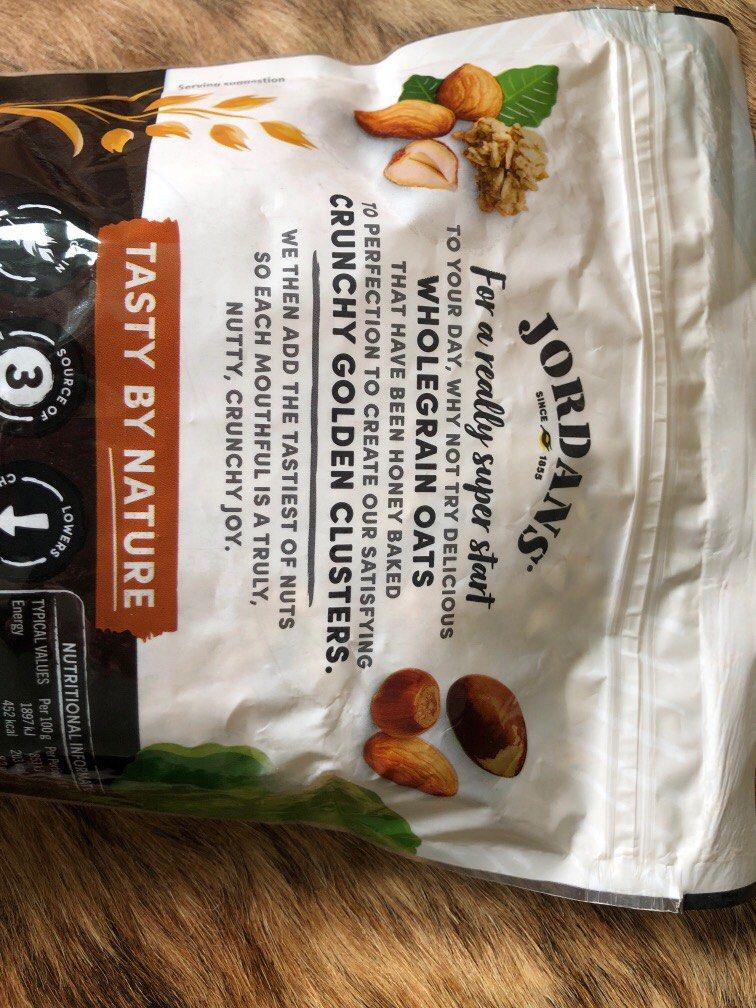 JORDANS.
SINCE 1855
For a really super start
TO YOUR DAY, WHY NOT TRY DELICIOUS
WHOLEGRAIN OATS
THAT HAVE BEEN HONEY BAKED
TO PERFECTION TO CREATE OUR SATISFYING
CRUNCHY GOLDEN CLUSTERS.
WE THEN ADD THE TASTIEST OF NUTS
SO EACH MOUTHFUL IS A TRULY,
NUTTY, CRUNCHY JOY.
Serving suggestion
TASTY BY NATURE
SOURCE OF
3
LOWERS
NUTRITIONAL
TYPICAL VALUES Per 100g
Energy 1897 kJ
452 kcal